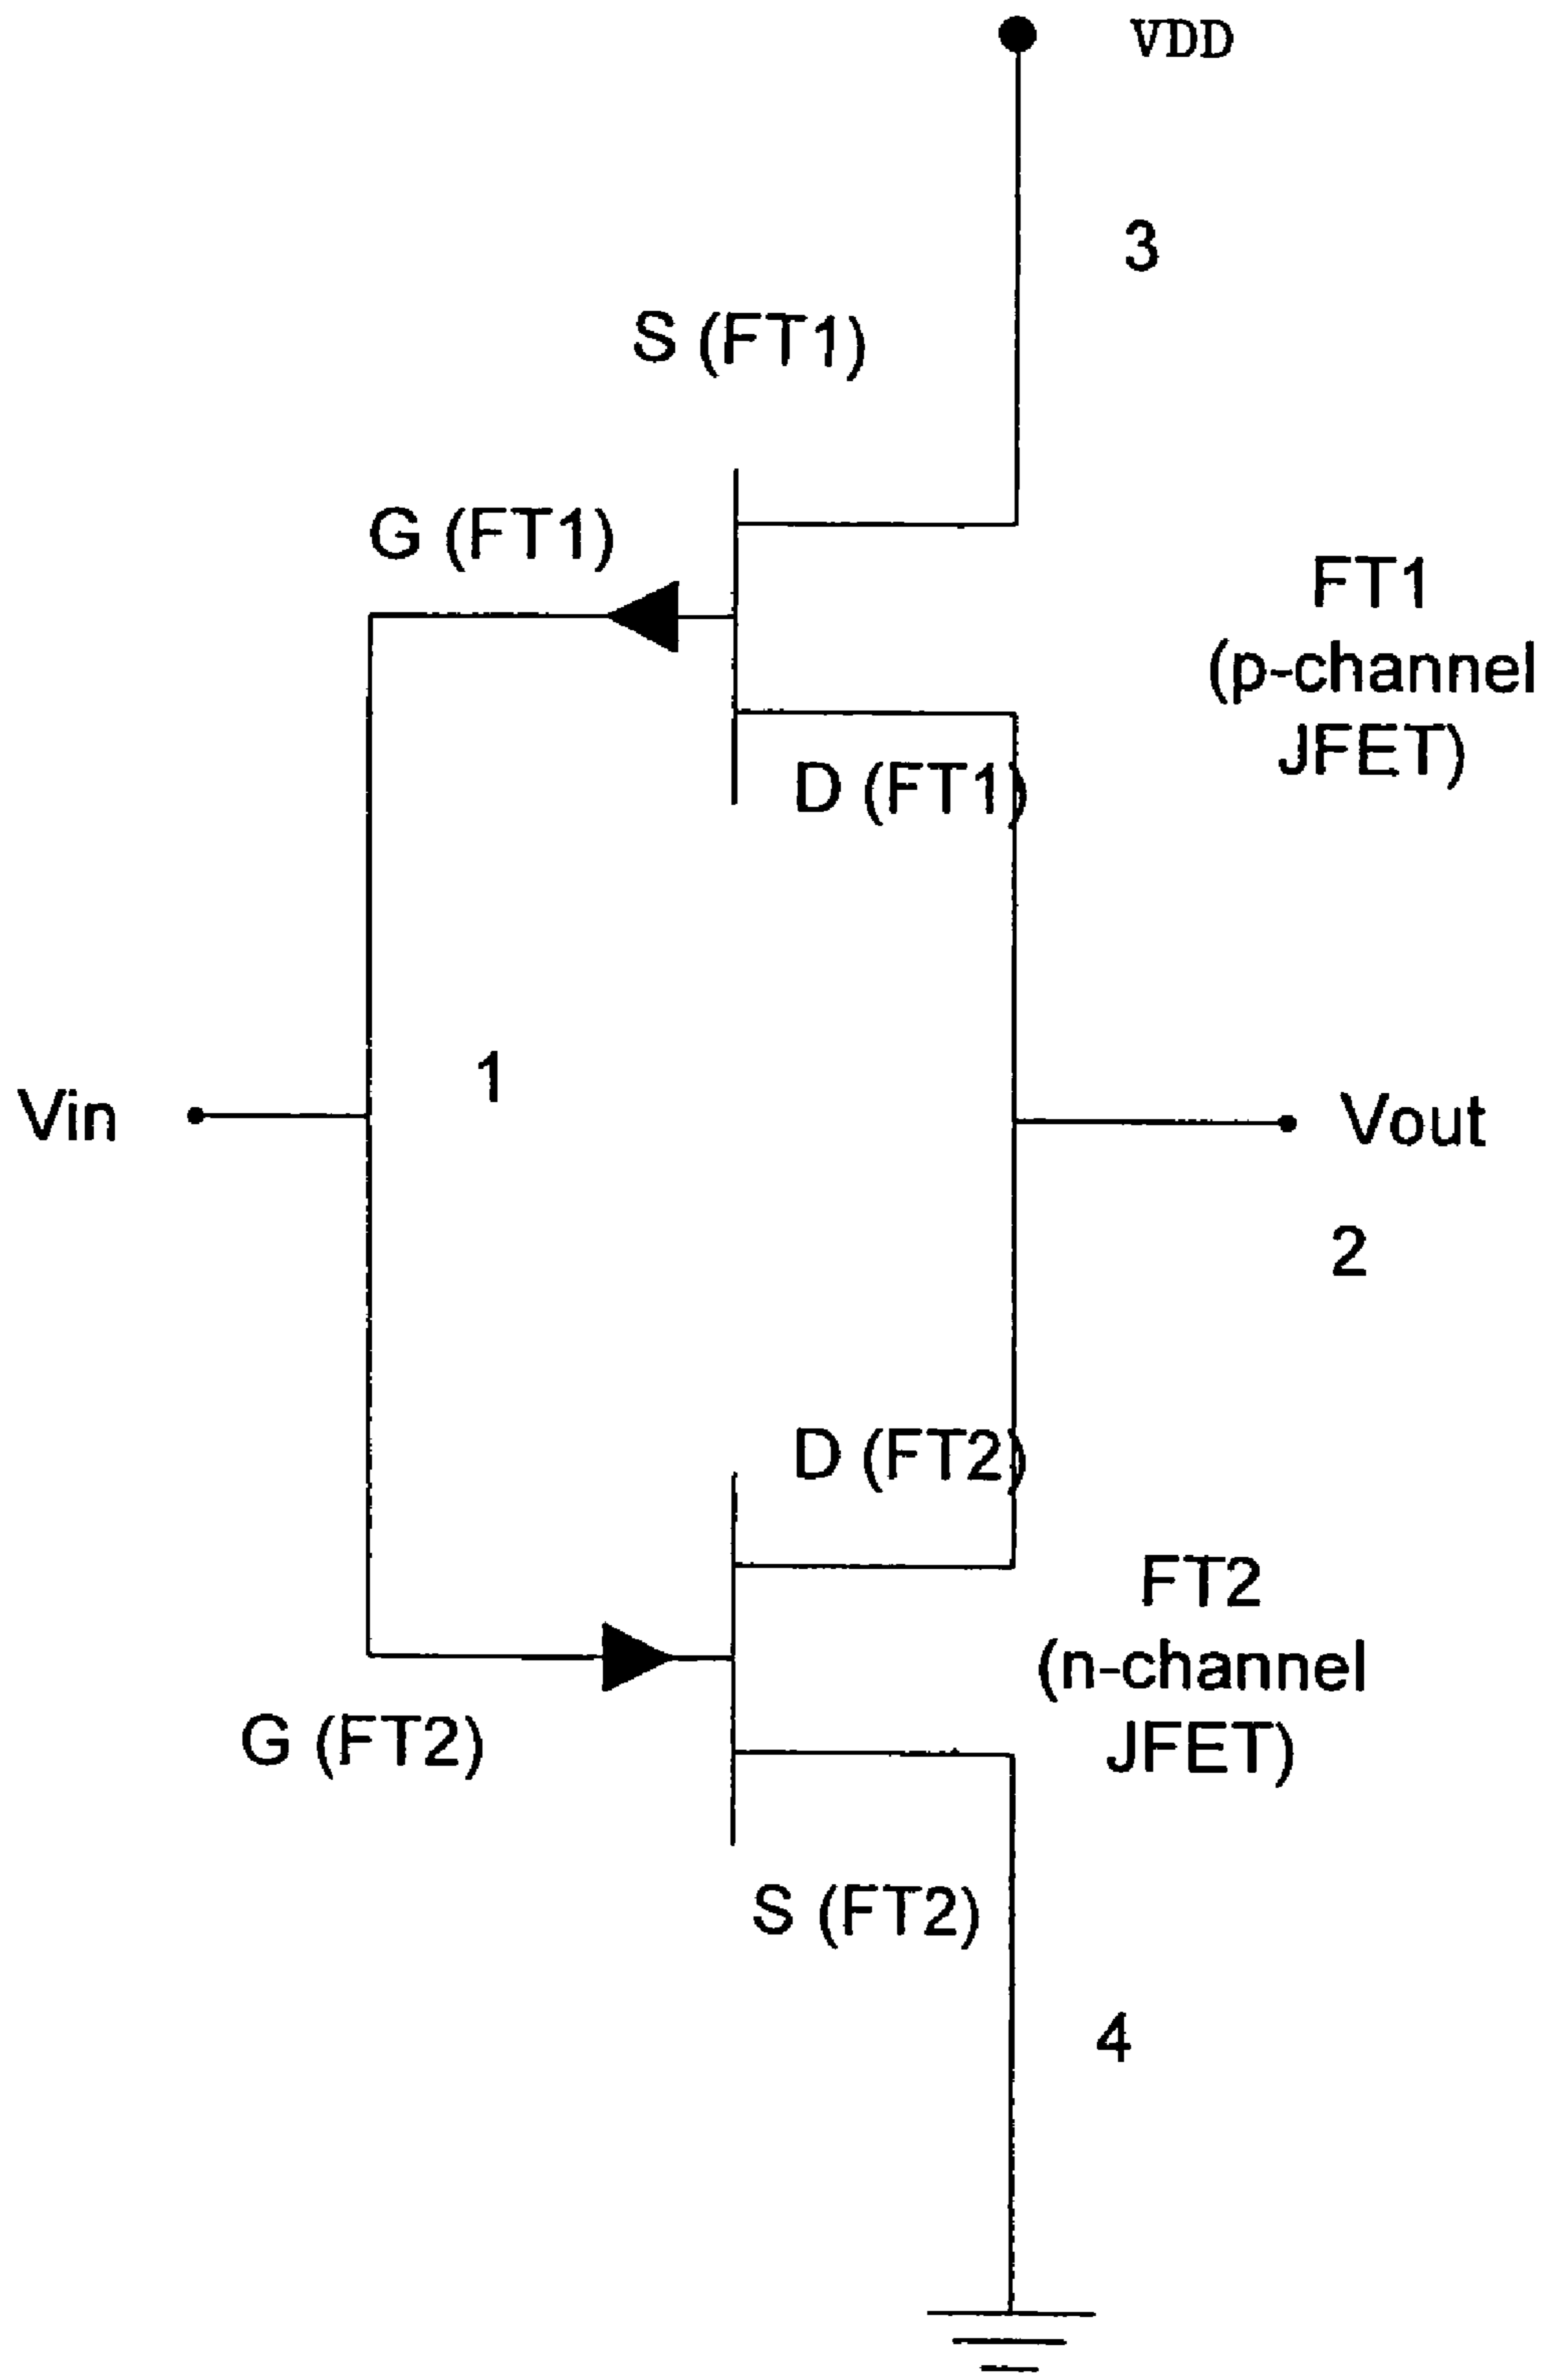 VDD
3
S (FT1)
G (FT1)
FT1
(p-channel
JFET)
D (FT1)
1
Vin
Vout
2
D (FT2)
FT2
(n-channel
JFET)
G (FT2)
S (FT2)
4